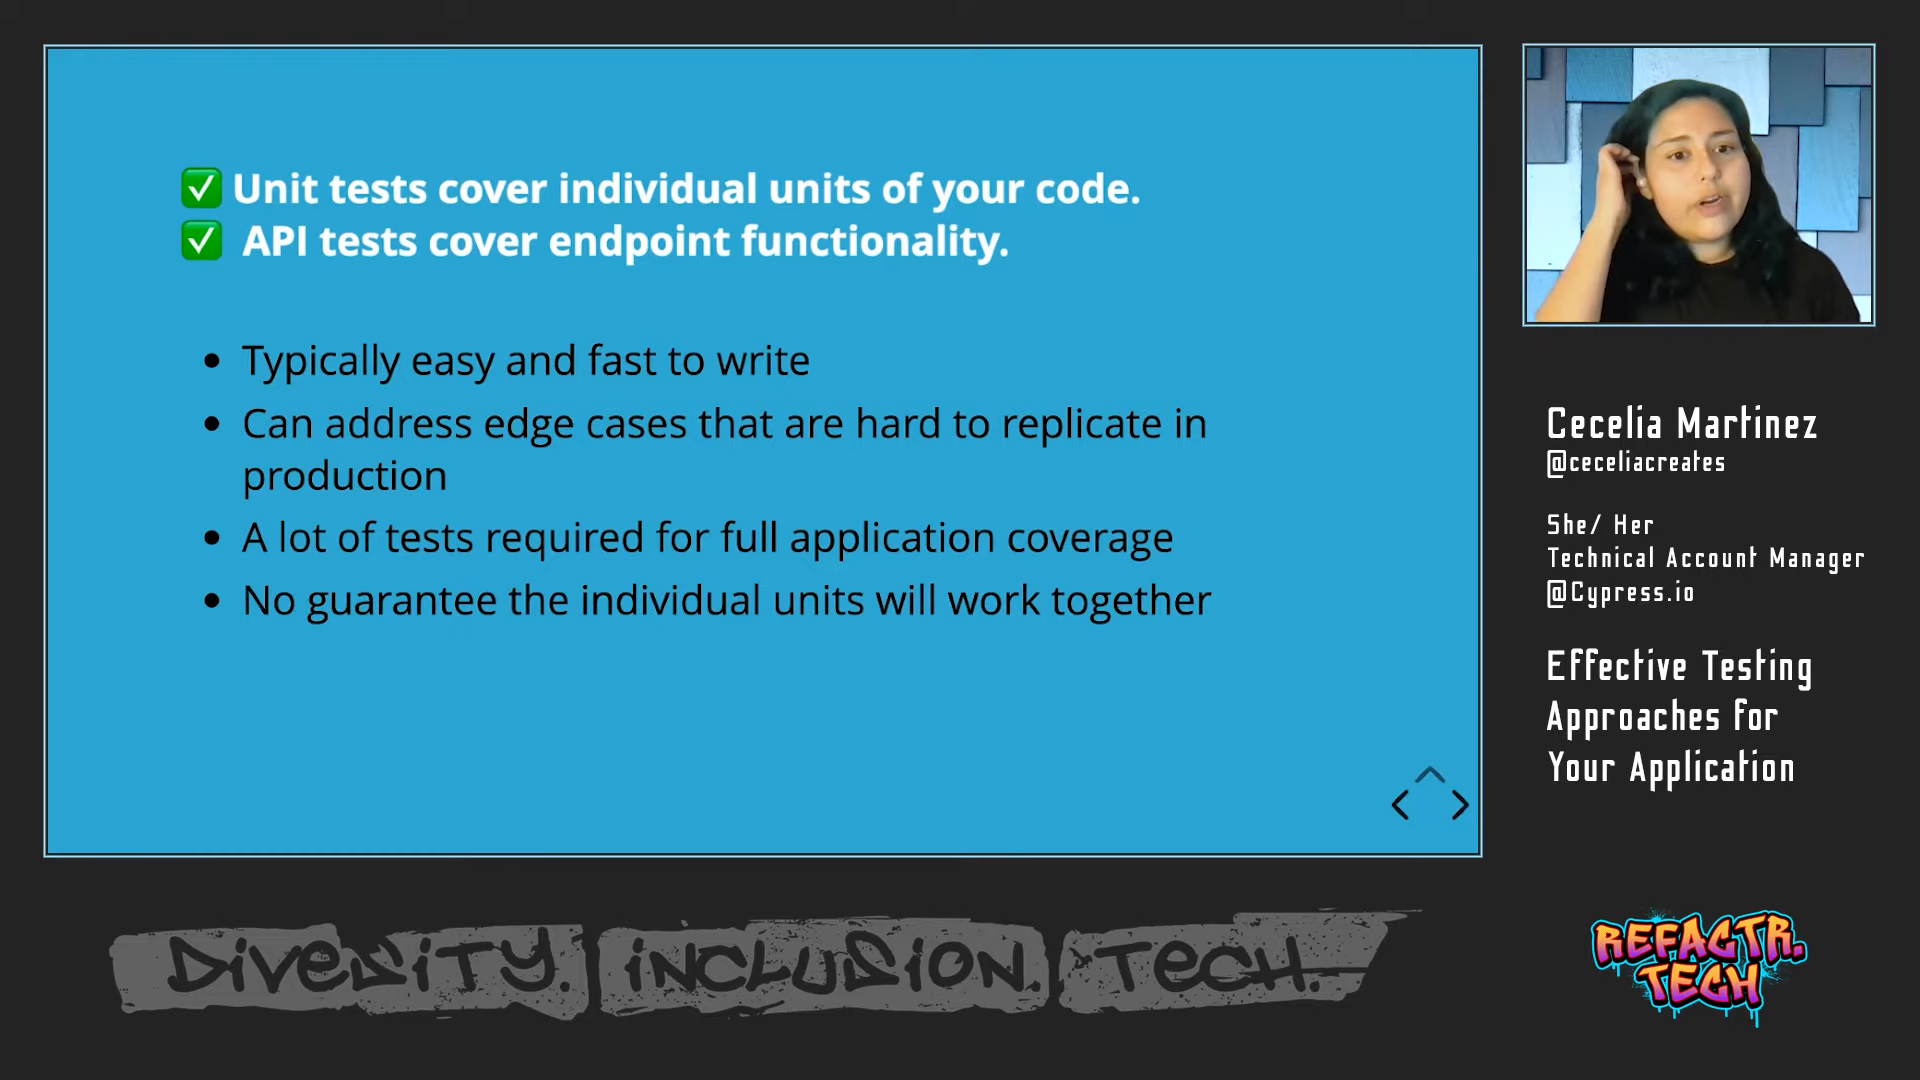 ✅ Unit tests cover individual units of your code.
✅ API tests cover endpoint functionality.
• Typically easy and fast to write
• Can address edge cases that are hard to replicate in
production
• A lot of tests required for full application coverage
• No guarantee the individual units will work together
Cecelia Martinez
@ceceliacreates
She/ Her
Technical Account Manager
@Cypress.io
Effective Testing
Approaches for
Your Application
DiVeRSiTY. iNCLUSiON. TeCH.
REFACTR.
TECH